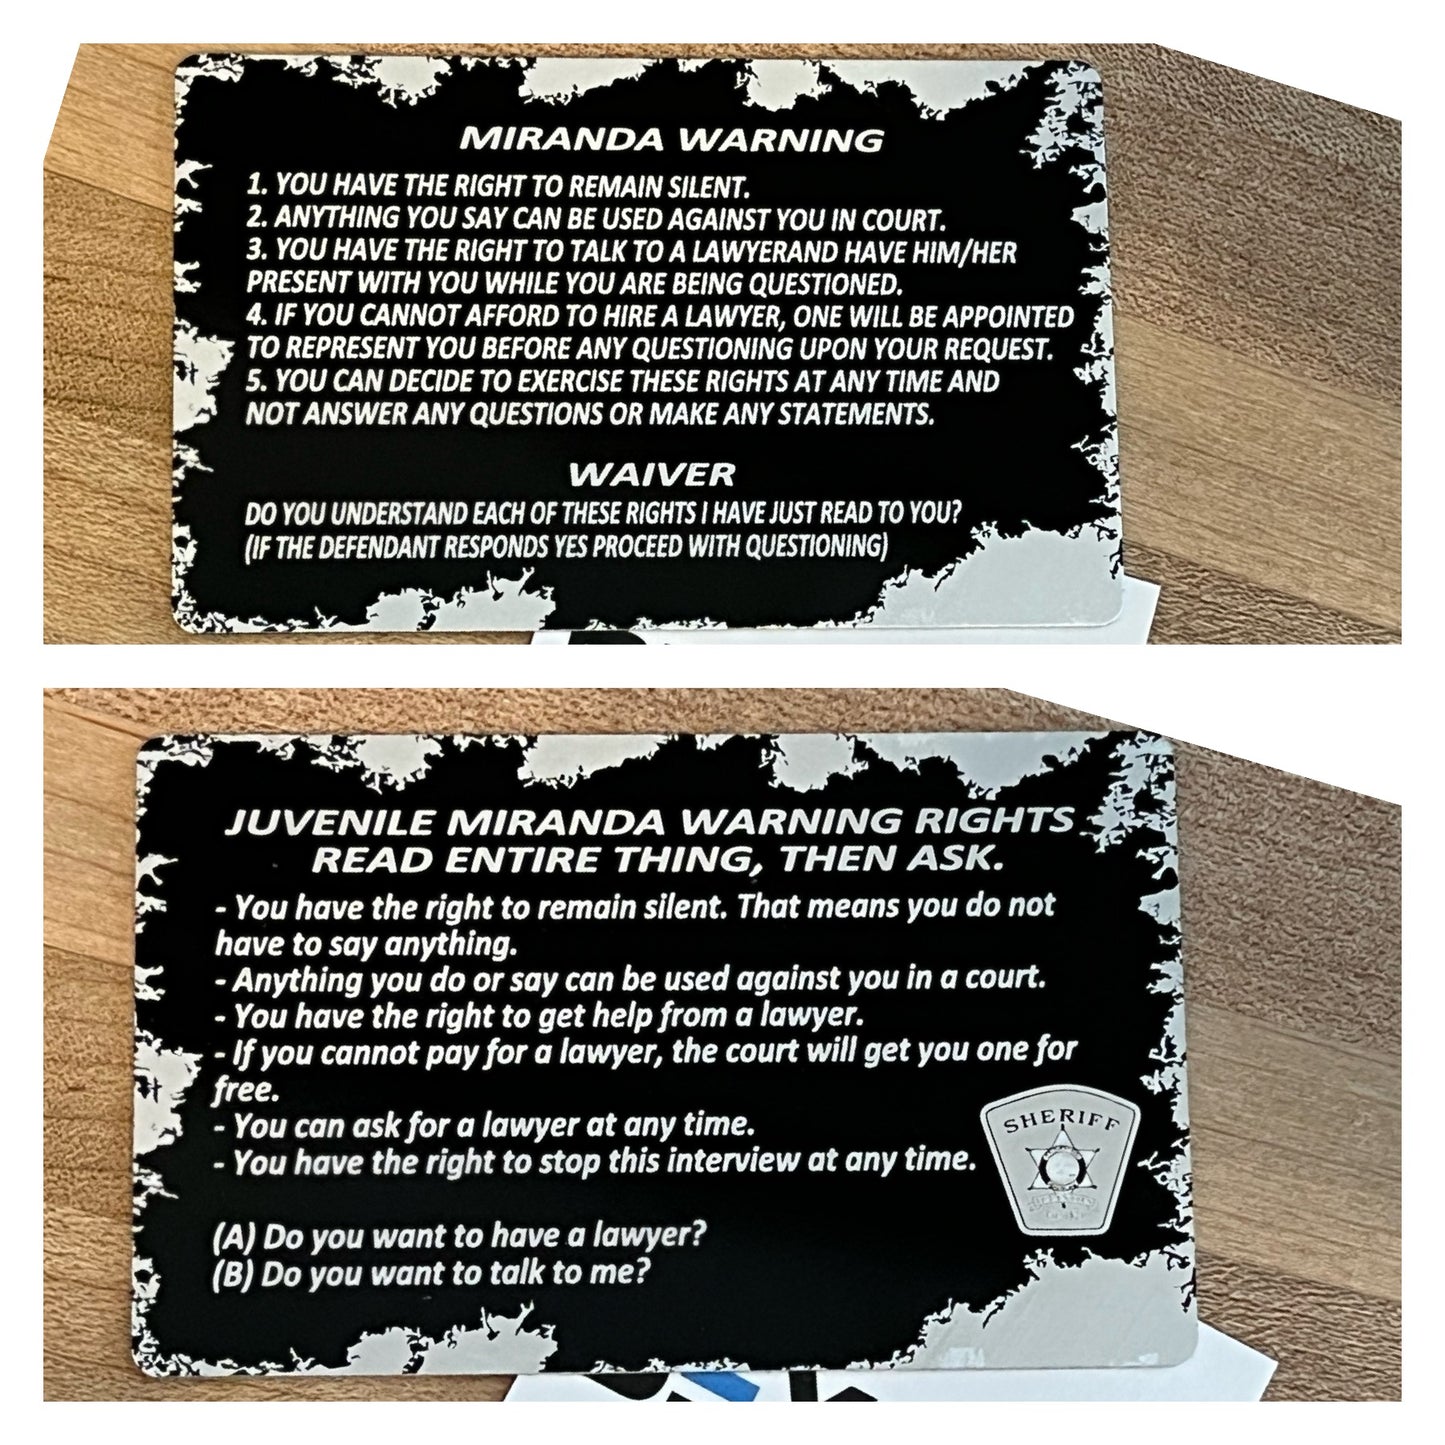 MIRANDA WARNING
1. YOU HAVE THE RIGHT TO REMAIN SILENT.
2. ANYTHING YOU SAY CAN BE USED AGAINST YOU IN COURT.
3. YOU HAVE THE RIGHT TO TALK TO A LAWYERAND HAVE HIM/HER
PRESENT WITH YOU WHILE YOU ARE BEING QUESTIONED.
4. IF YOU CANNOT AFFORD TO HIRE A LAWYER, ONE WILL BE APPOINTED
TO REPRESENT YOU BEFORE ANY QUESTIONING UPON YOUR REQUEST.
5. YOU CAN DECIDE TO EXERCISE THESE RIGHTS AT ANY TIME AND
NOT ANSWER ANY QUESTIONS OR MAKE ANY STATEMENTS.
WAIVER
DO YOU UNDERSTAND EACH OF THESE RIGHTS I HAVE JUST READ TO YOU?
(IF THE DEFENDANT RESPONDS YES PROCEED WITH QUESTIONING)
JUVENILE MIRANDA WARNING RIGHTS
READ ENTIRE THING, THEN ASK.
- You have the right to remain silent. That means you do not
have to say anything.
- Anything you do or say can be used against you in a court.
- You have the right to get help from a lawyer.
- If you cannot pay for a lawyer, the court will get you one for
free.
- You can ask for a lawyer at any time.
- You have the right to stop this interview at any time.
SHERIFF
(A) Do you want to have a lawyer?
(B) Do you want to talk to me?